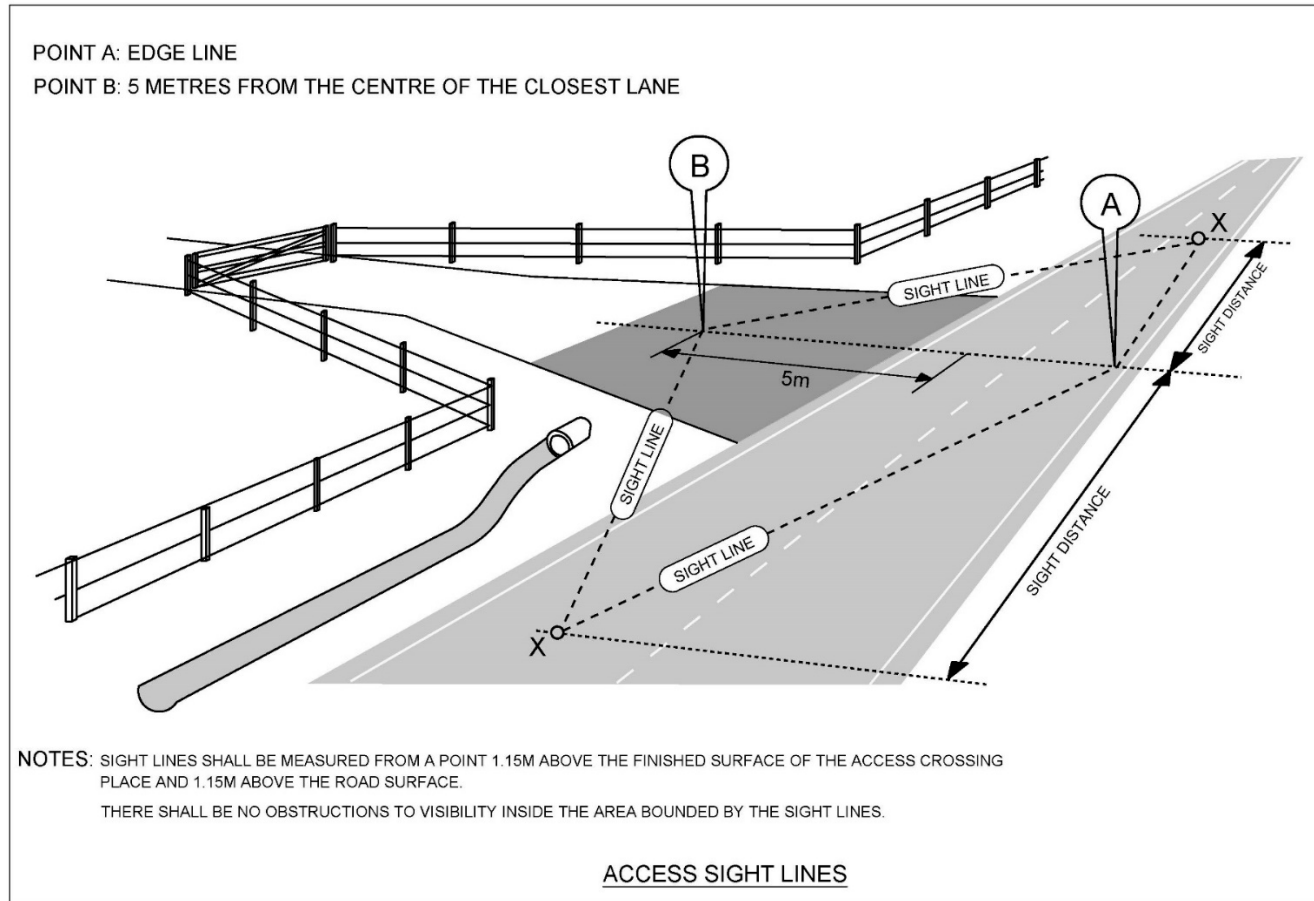 POINT A: EDGE LINE
POINT B: 5 METRES FROM THE CENTRE OF THE CLOSEST LANE
B
A
X
SIGHT LINE
SIGHT DISTANCE
5m
SIGHT LINE
SIGHT LINE
SIGHT DISTANCE
X
NOTES: SIGHT LINES SHALL BE MEASURED FROM A POINT 1.15M ABOVE THE FINISHED SURFACE OF THE ACCESS CROSSING
PLACE AND 1.15M ABOVE THE ROAD SURFACE.
THERE SHALL BE NO OBSTRUCTIONS TO VISIBILITY INSIDE THE AREA BOUNDED BY THE SIGHT LINES.
ACCESS SIGHT LINES